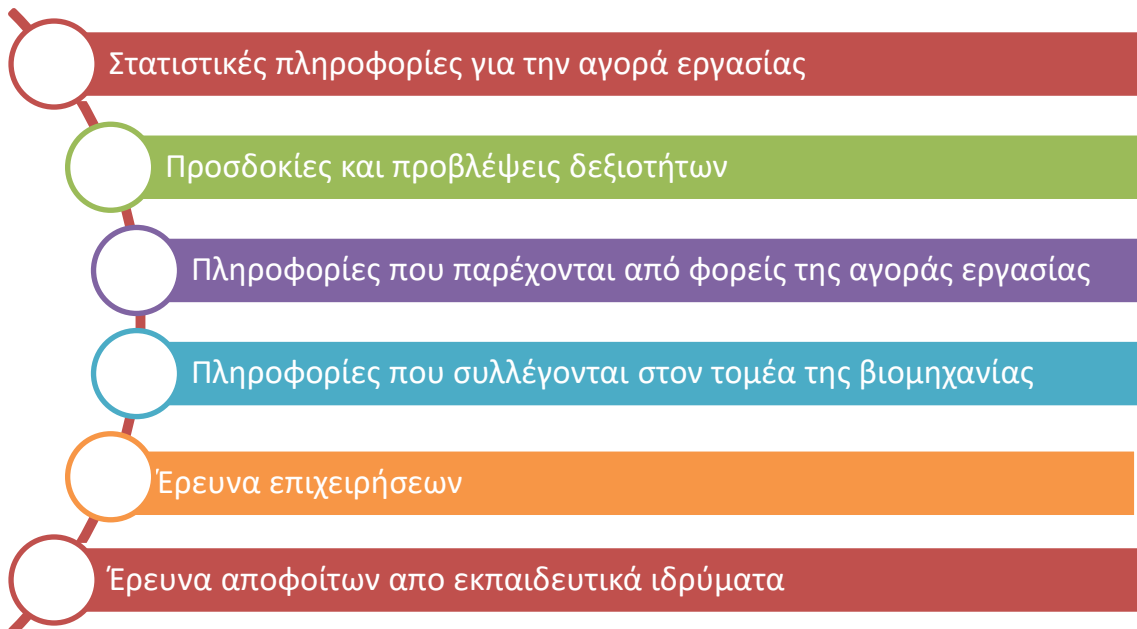 Στατιστικές πληροφορίες για την αγορά εργασίας
Προσδοκίες και προβλέψεις δεξιοτήτων
Πληροφορίες που παρέχονται από φορείς της αγοράς εργασίας
Πληροφορίες που συλλέγονται στον τομέα της βιομηχανίας
Έρευνα επιχειρήσεων
Έρευνα αποφοίτων απο εκπαιδευτικά ιδρύματα